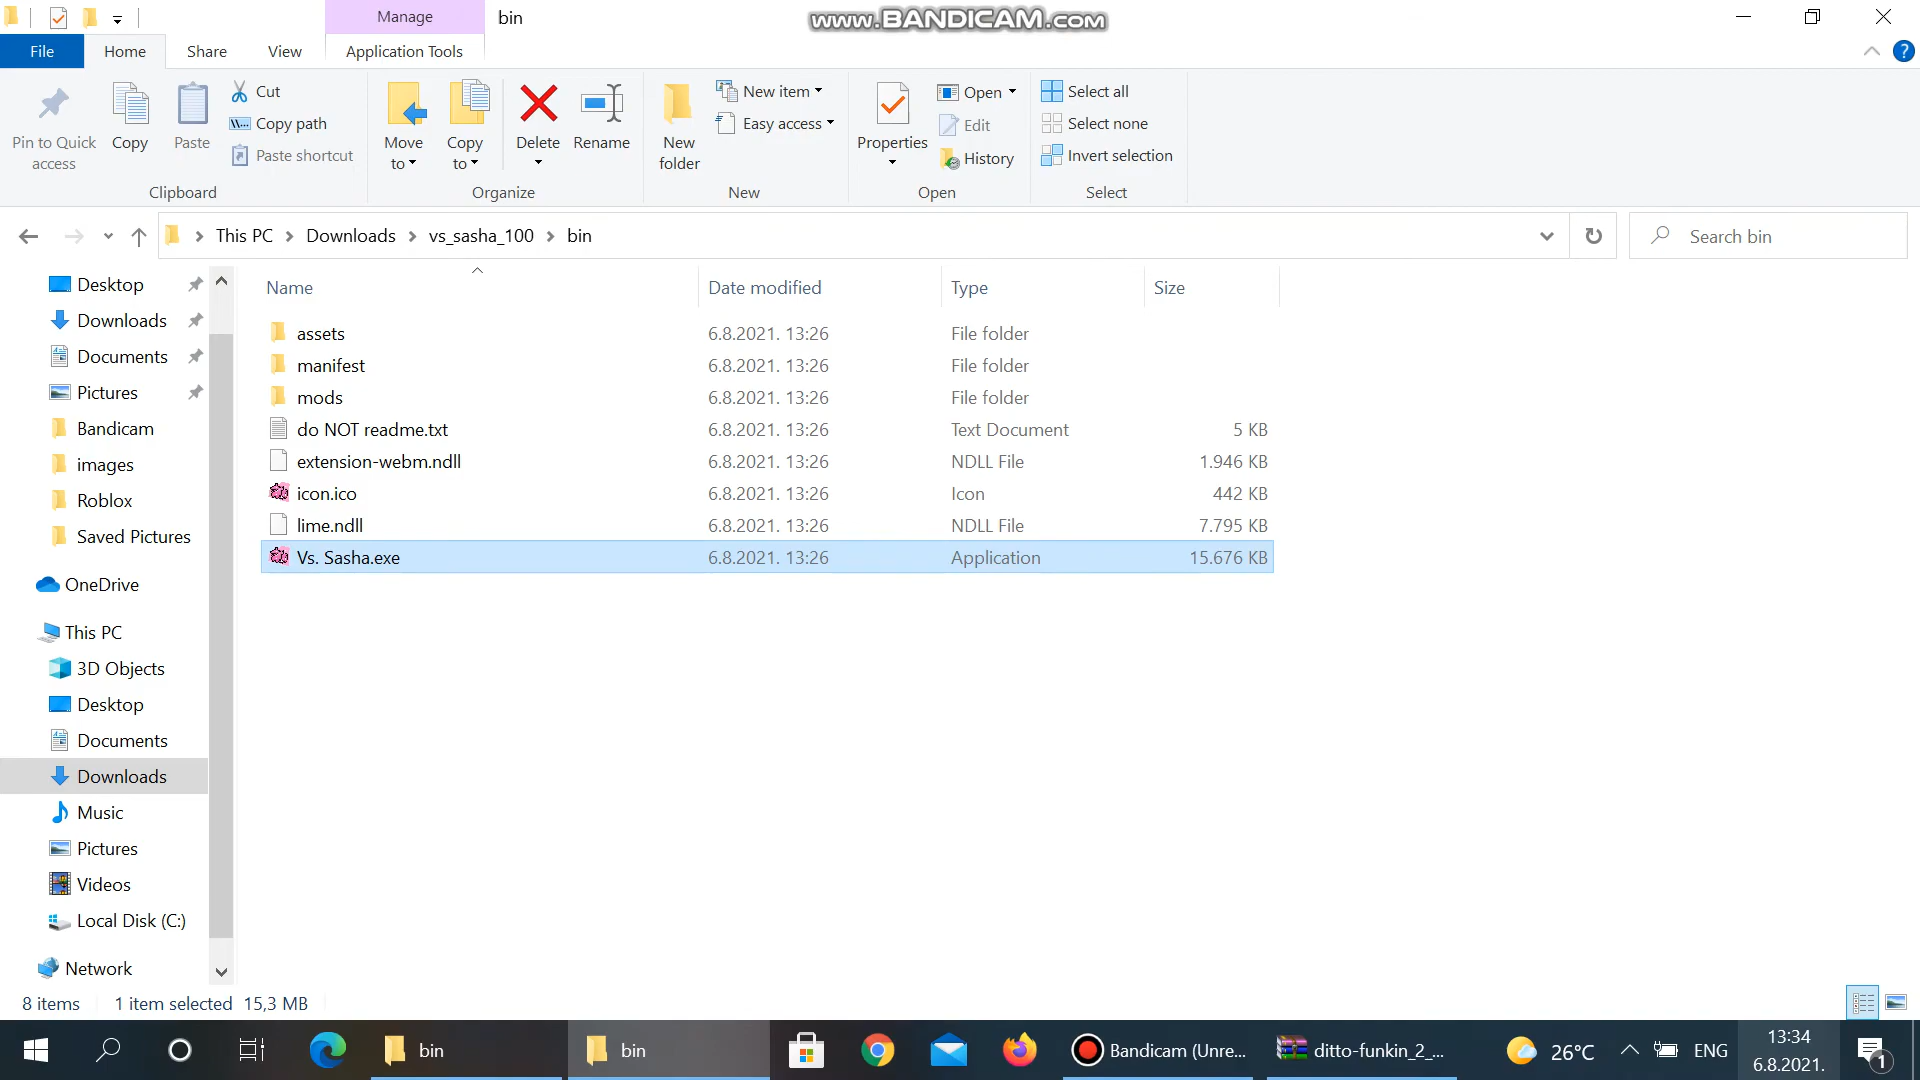 Manage
bin
www.BANDICAM.com
File
Home
Share
View
Application Tools
Pin to Quick access
Copy
Paste
Cut
Copy path
Paste shortcut
Clipboard
Move to
Copy to
Delete
Rename
Organize
New folder
New item
Easy access
New
Properties
Open
Edit
History
Open
Select all
Select none
Invert selection
Select
This PC
Downloads
vs_sasha_100
bin
Search bin
Desktop
Downloads
Documents
Pictures
Bandicam
images
Roblox
Saved Pictures
OneDrive
This PC
3D Objects
Desktop
Documents
Downloads
Music
Pictures
Videos
Local Disk (C:)
Network
Name Date modified Type Size
assets 6.8.2021. 13:26 File folder
manifest 6.8.2021. 13:26 File folder
mods 6.8.2021. 13:26 File folder
do NOT readme.txt 6.8.2021. 13:26 Text Document 5 KB
extension-webm.ndll 6.8.2021. 13:26 NDLL File 1.946 KB
icon.ico 6.8.2021. 13:26 Icon 442 KB
lime.ndll 6.8.2021. 13:26 NDLL File 7.795 KB
Vs. Sasha.exe 6.8.2021. 13:26 Application 15.676 KB
8 items 1 item selected 15,3 MB
bin
bin
Bandicam (Unre...
ditto-funkin_2_...
26°C
ENG
13:34
6.8.2021.
1